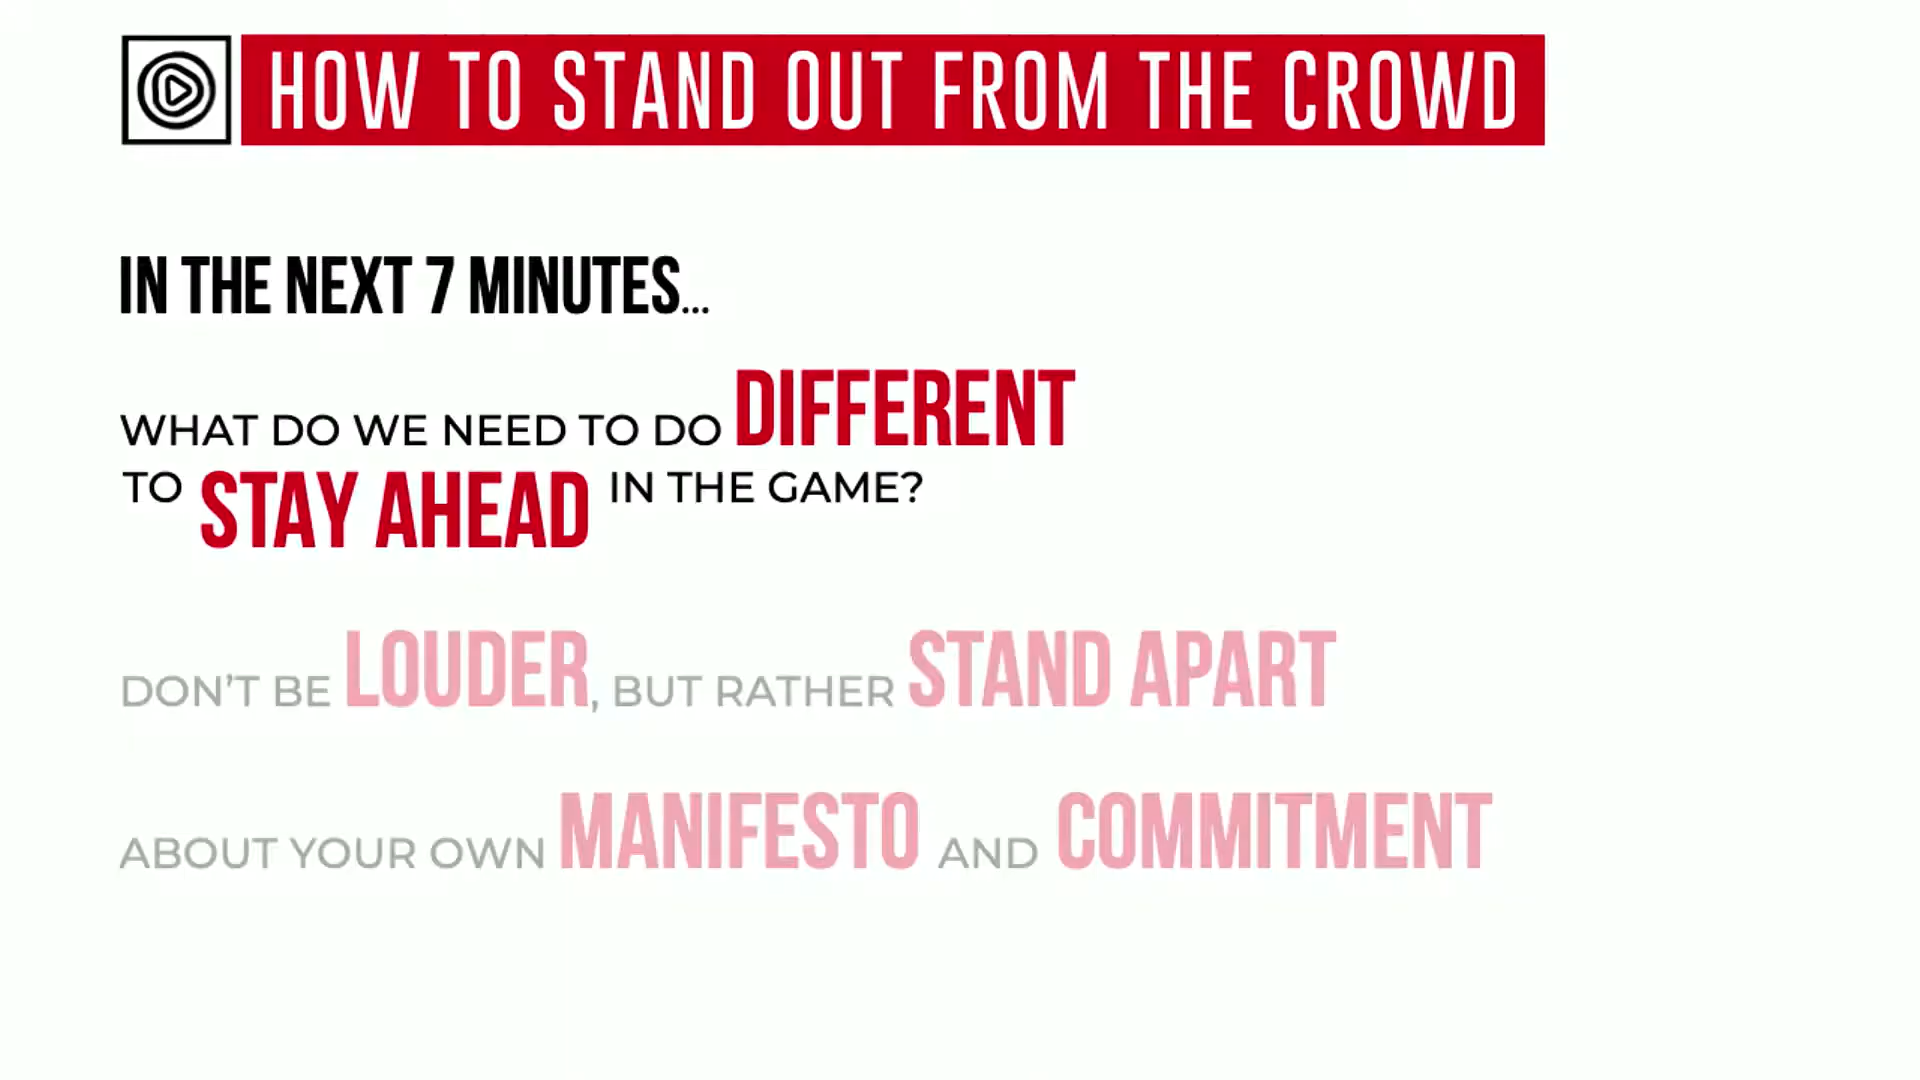 HOW TO STAND OUT FROM THE CROWD
IN THE NEXT 7 MINUTES...
WHAT DO WE NEED TO DO DIFFERENT
TO STAY AHEAD IN THE GAME?
DON'T BE LOUDER, BUT RATHER STAND APART
ABOUT YOUR OWN MANIFESTO AND COMMITMENT